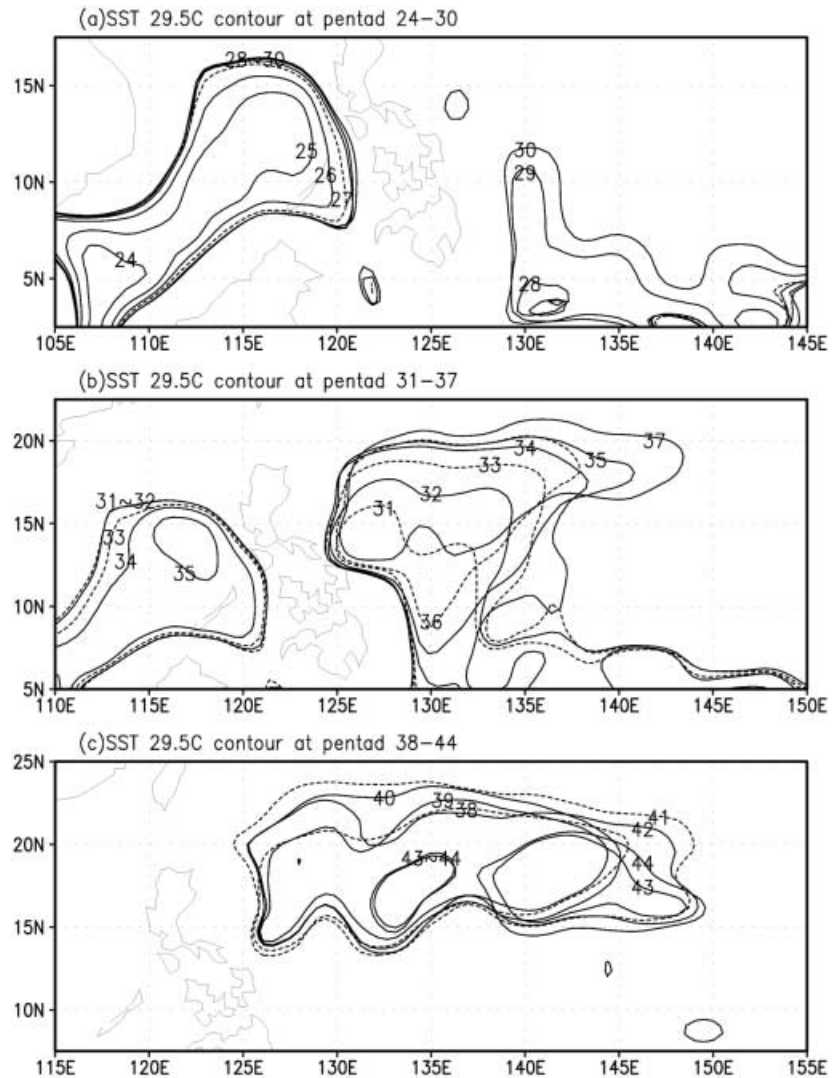 (a)SST 29.5C contour at pentad 24−30
15N
10N
5N
28−30
25
26
27
24
30
29
28
105E 110E 115E 120E 125E 130E 135E 140E 145E
(b)SST 29.5C contour at pentad 31−37
20N
15N
10N
5N
31~32
33
34
35
34
33
35
37
32
31
36
110E 115E 120E 125E 130E 135E 140E 145E 150E
(c)SST 29.5C contour at pentad 38−44
25N
20N
15N
10N
40
39
38
41
42
43~44
44
43
115E 120E 125E 130E 135E 140E 145E 150E 155E